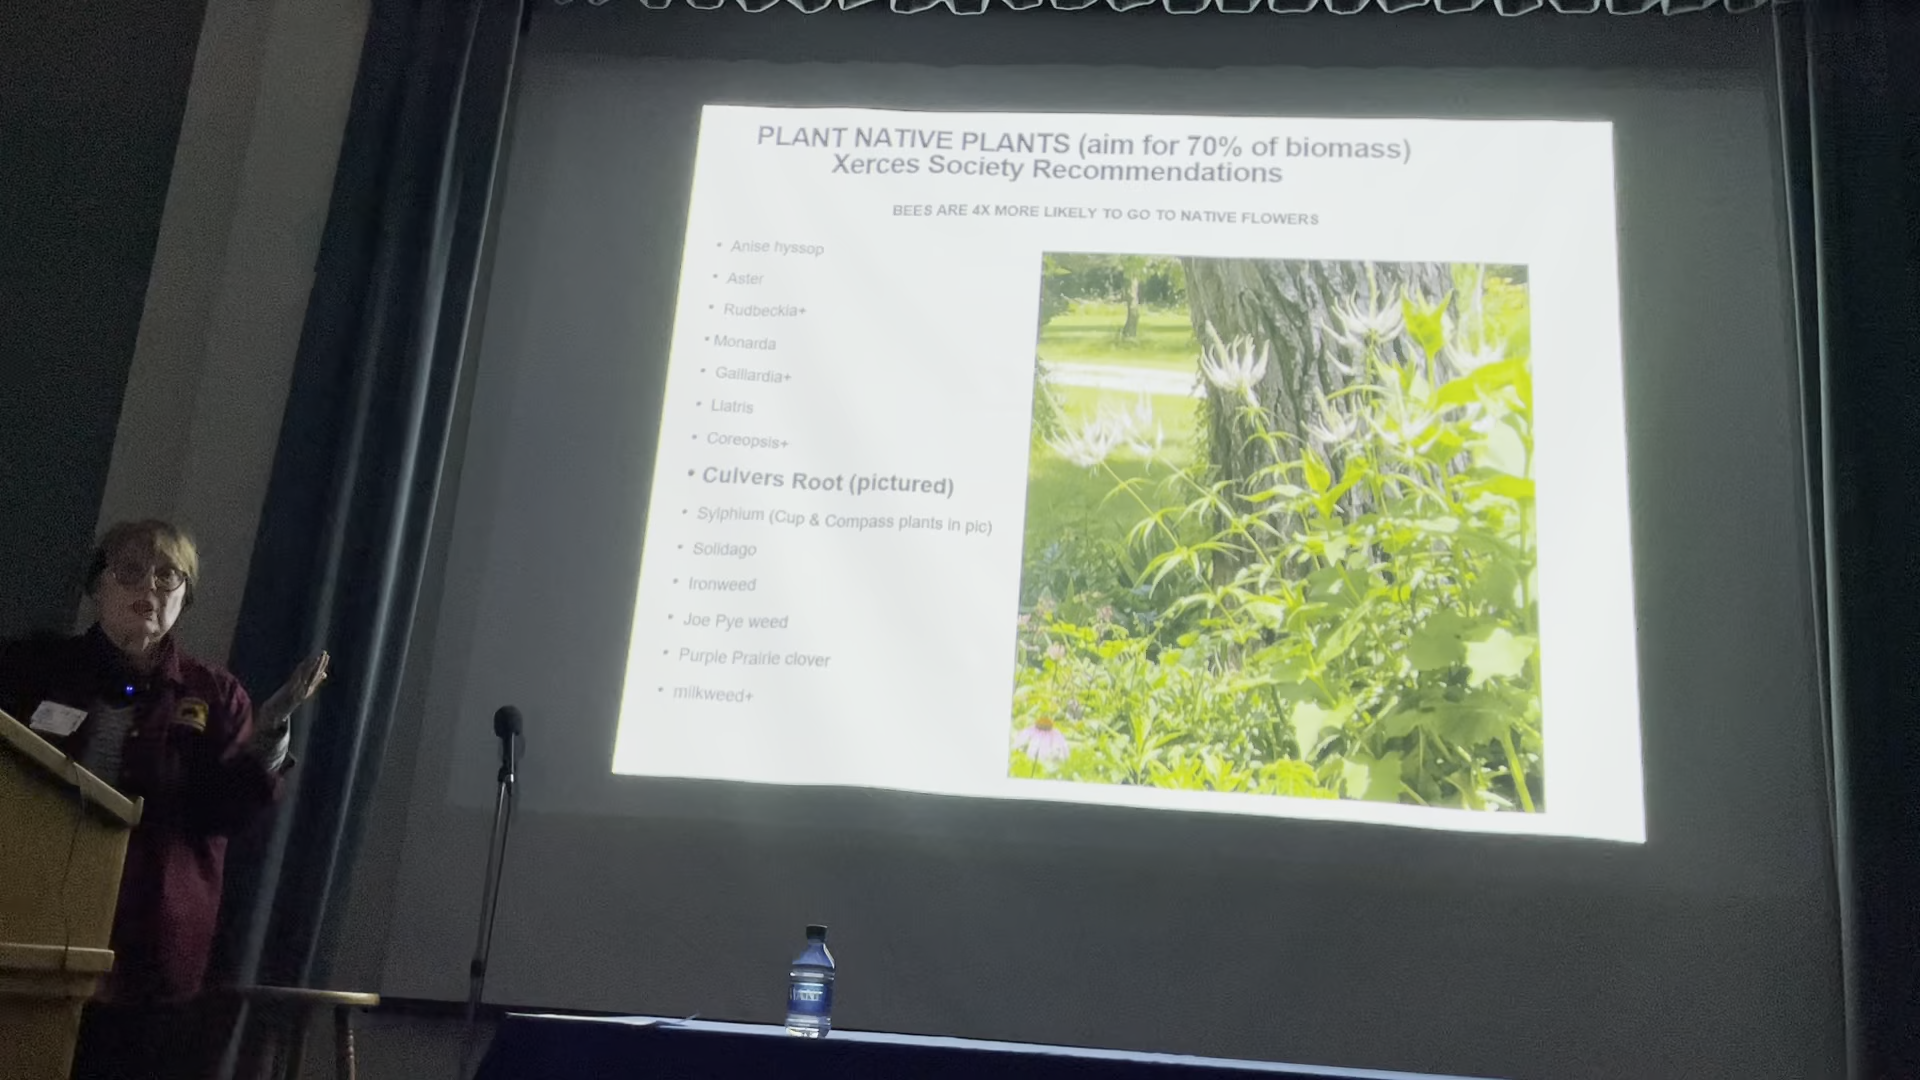 PLANT NATIVE PLANTS (aim for 70% of biomass)
Xerces Society Recommendations
BEES ARE 4X MORE LIKELY TO GO TO NATIVE FLOWERS
• Anise hyssop
• Aster
• Rudbeckia+
• Monarda
• Gaillardia+
• Liatris
• Coreopsis+
• Culvers Root (pictured)
• Sylphium (Cup & Compass plants in pic)
• Solidago
• Ironweed
• Joe Pye weed
• Purple Prairie clover
• milkweed+